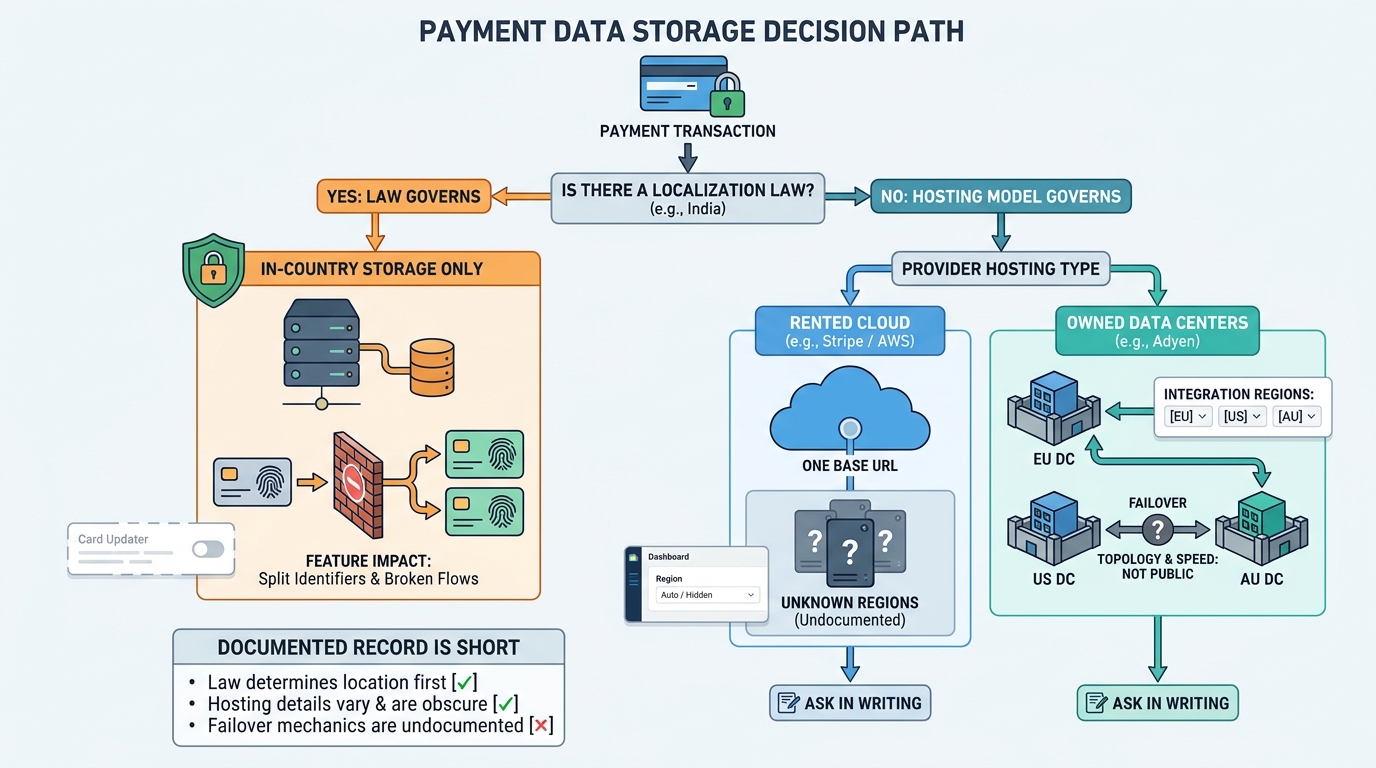 PAYMENT DATA STORAGE DECISION PATH
PAYMENT TRANSACTION
IS THERE A LOCALIZATION LAW?
(e.g., India)
YES: LAW GOVERNS
NO: HOSTING MODEL GOVERNS
IN-COUNTRY STORAGE ONLY
Card Updater
FEATURE IMPACT:
Split Identifiers & Broken Flows
PROVIDER HOSTING TYPE
RENTED CLOUD
(e.g., Stripe / AWS)
ONE BASE URL
? ? ?
Dashboard
Region
Auto / Hidden
UNKNOWN REGIONS
(Undocumented)
ASK IN WRITING
OWNED DATA CENTERS
(e.g., Adyen)
INTEGRATION REGIONS:
[EU] [US] [AU]
EU DC
FAILOVER
?
TOPOLOGY & SPEED:
NOT PUBLIC
US DC
AU DC
ASK IN WRITING
DOCUMENTED RECORD IS SHORT
• Law determines location first [✓]
• Hosting details vary & are obscure [✓]
• Failover mechanics are undocumented [✗]